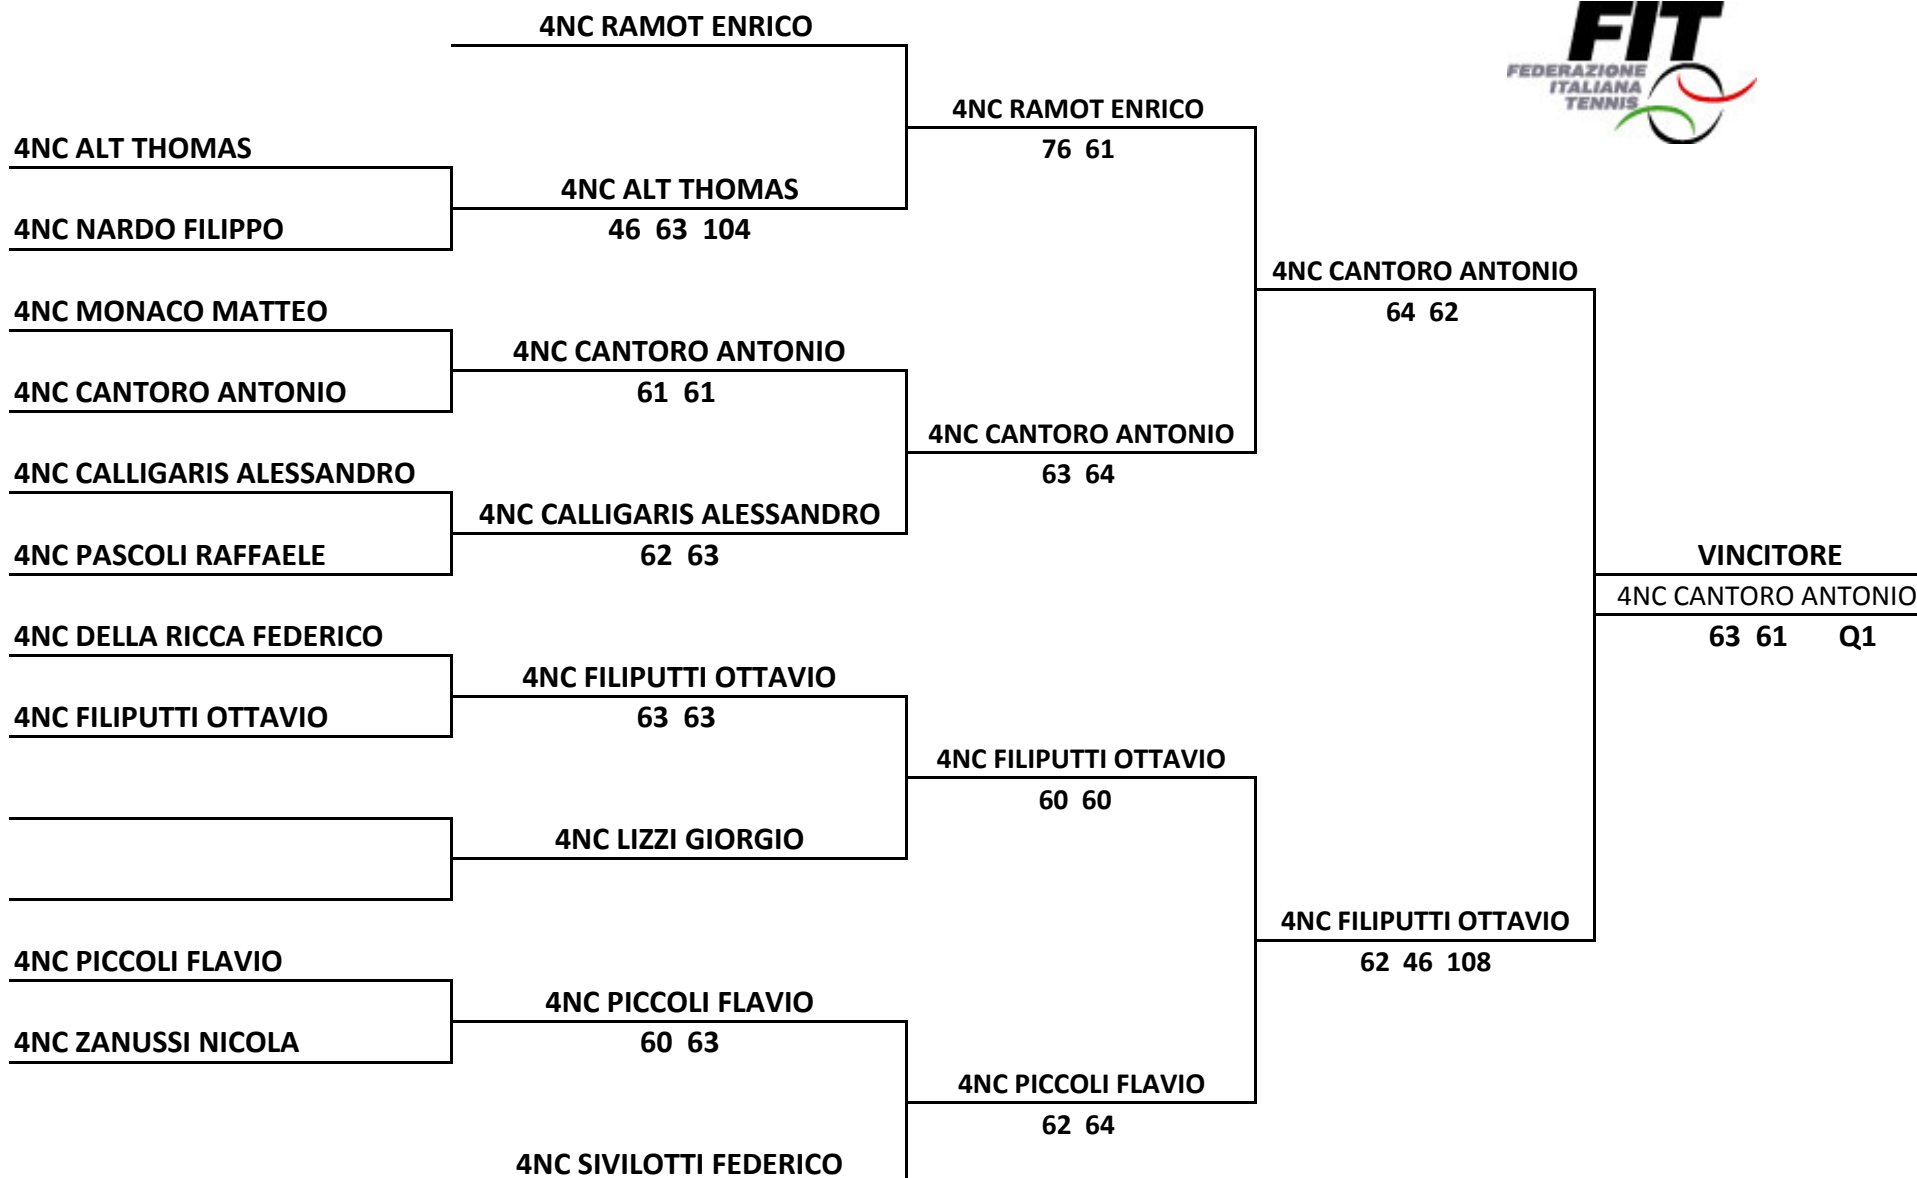 4NC RAMOT ENRICO
FIT
FEDERAZIONE
ITALIANA
TENNIS
4NC RAMOT ENRICO
76 61
4NC ALT THOMAS
4NC ALT THOMAS
46 63 104
4NC NARDO FILIPPO
4NC CANTORO ANTONIO
64 62
4NC MONACO MATTEO
4NC CANTORO ANTONIO
61 61
4NC CANTORO ANTONIO
4NC CANTORO ANTONIO
63 64
4NC CALLIGARIS ALESSANDRO
4NC CALLIGARIS ALESSANDRO
62 63
4NC PASCOLI RAFFAELE
VINCITORE
4NC CANTORO ANTONIO
63 61 Q1
4NC DELLA RICCA FEDERICO
4NC FILIPUTTI OTTAVIO
63 63
4NC FILIPUTTI OTTAVIO
4NC FILIPUTTI OTTAVIO
60 60
4NC LIZZI GIORGIO
4NC FILIPUTTI OTTAVIO
62 46 108
4NC PICCOLI FLAVIO
4NC PICCOLI FLAVIO
60 63
4NC ZANUSSI NICOLA
4NC PICCOLI FLAVIO
62 64
4NC SIVILOTTI FEDERICO